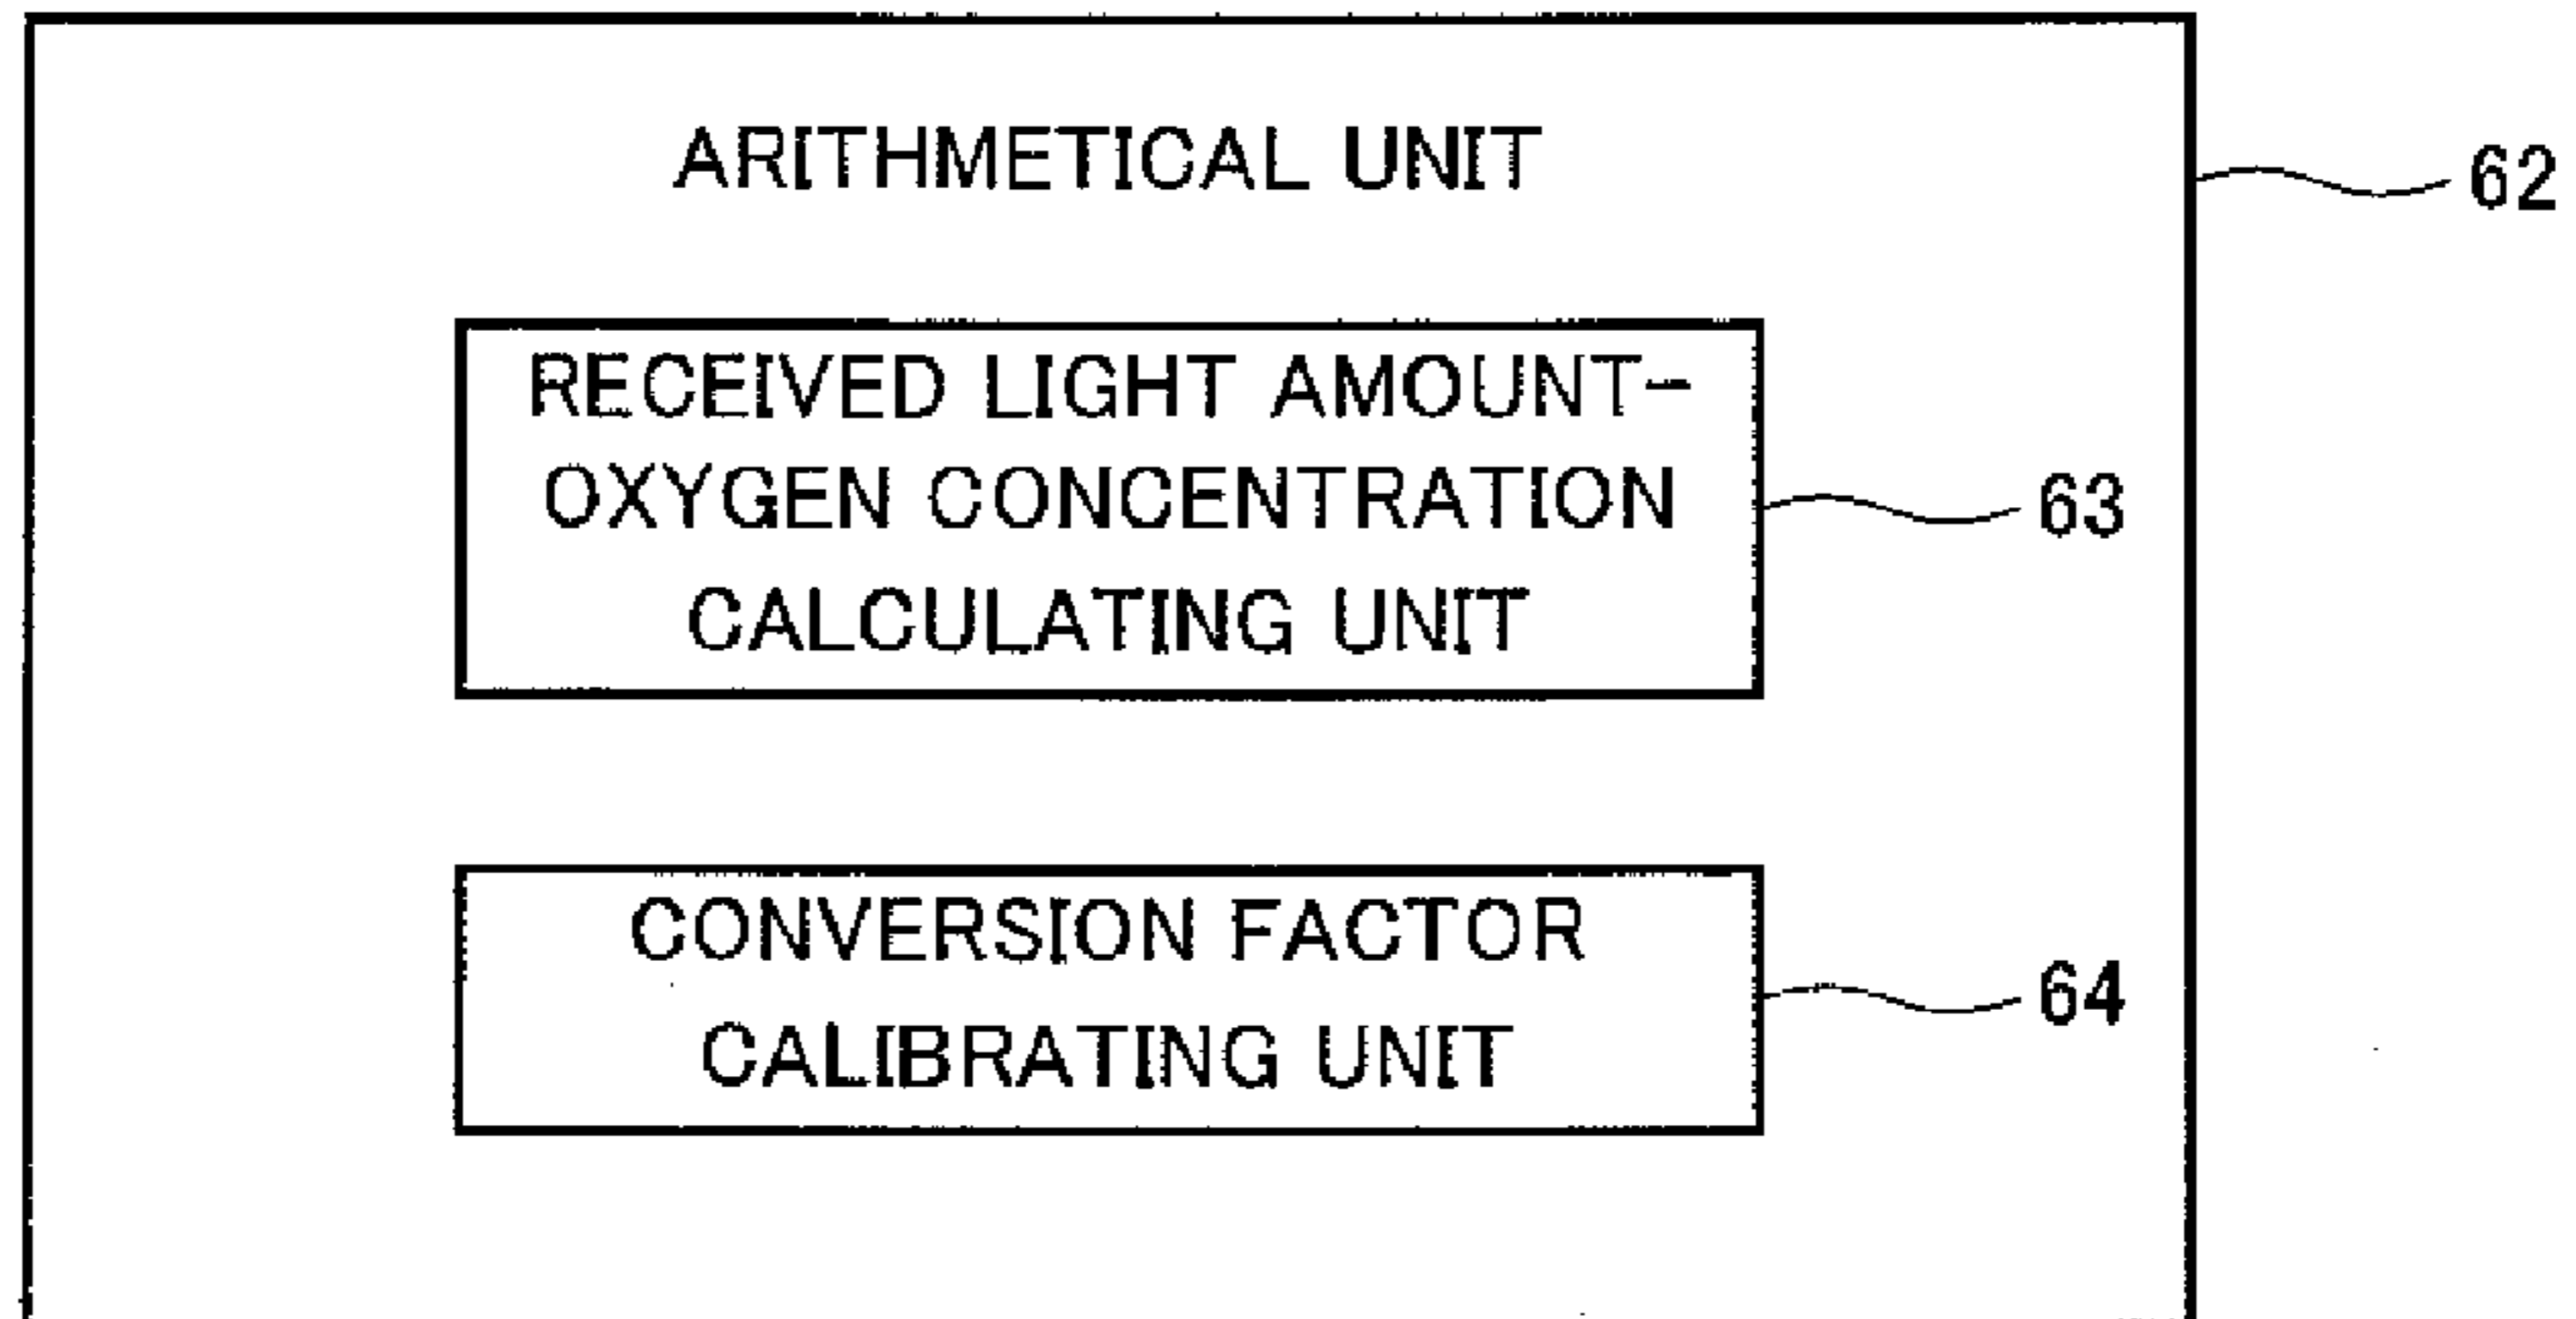 ARITHMETICAL UNIT
62
RECEIVED LIGHT AMOUNT-
OXYGEN CONCENTRATION
CALCULATING UNIT
63
CONVERSION FACTOR
CALIBRATING UNIT
64